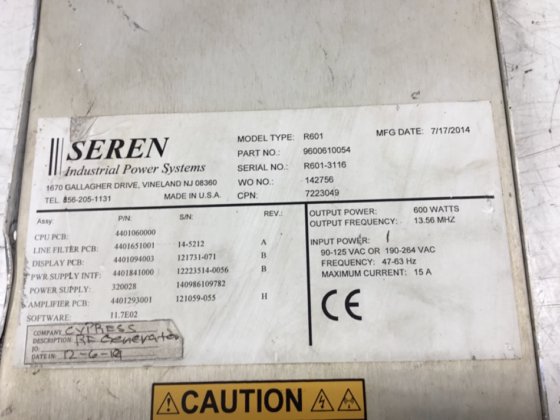 SEREN
Industrial Power Systems
1670 GALLAGHER DRIVE, VINELAND NJ 08360
TEL 856-205-1131 MADE IN U.S.A.
MODEL TYPE: R601 MFG DATE: 7/17/2014
PART NO.: 9600610054
SERIAL NO.: R601-3116
WO NO.: 142756
CPN: 7223049
Assy: P/N: S/N: REV.:
CPU PCB: 4401060000
LINE FILTER PCB: 4401651001 14-5212 A
DISPLAY PCB: 4401094003 121731-071 B
PWR SUPPLY INTF: 4401841000 12223514-0056 B
POWER SUPPLY: 320028 140986109782
AMPLIFIER PCB: 4401293001 121059-055 H
SOFTWARE: 11.7E02
OUTPUT POWER: 600 WATTS
OUTPUT FREQUENCY: 13.56 MHZ
INPUT POWER:
90-125 VAC OR 190-264 VAC
FREQUENCY: 47-63 Hz
MAXIMUM CURRENT: 15 A
CE
COMPANY: CYPRESS
DESCRIPTION: RF Generator
JO:
DATE IN: 12-6-19
CAUTION